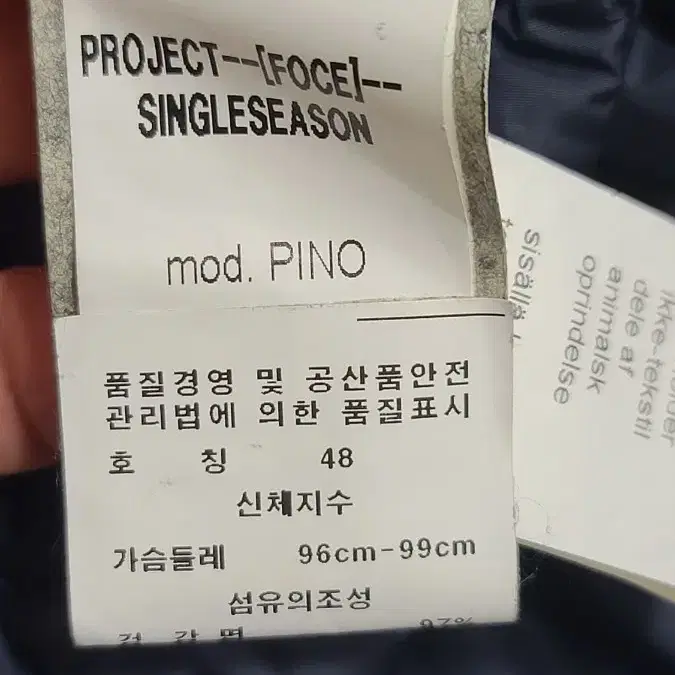 PROJECT--[FOCE]--
SINGLESEASON
mod. PINO
품질경영 및 공산품안전
관리법에 의한 품질표시
호 칭 48
신체지수
가슴둘레 96cm-99cm
섬유의조성
ikke-tekstil
dele af
animalsk
oprindelse